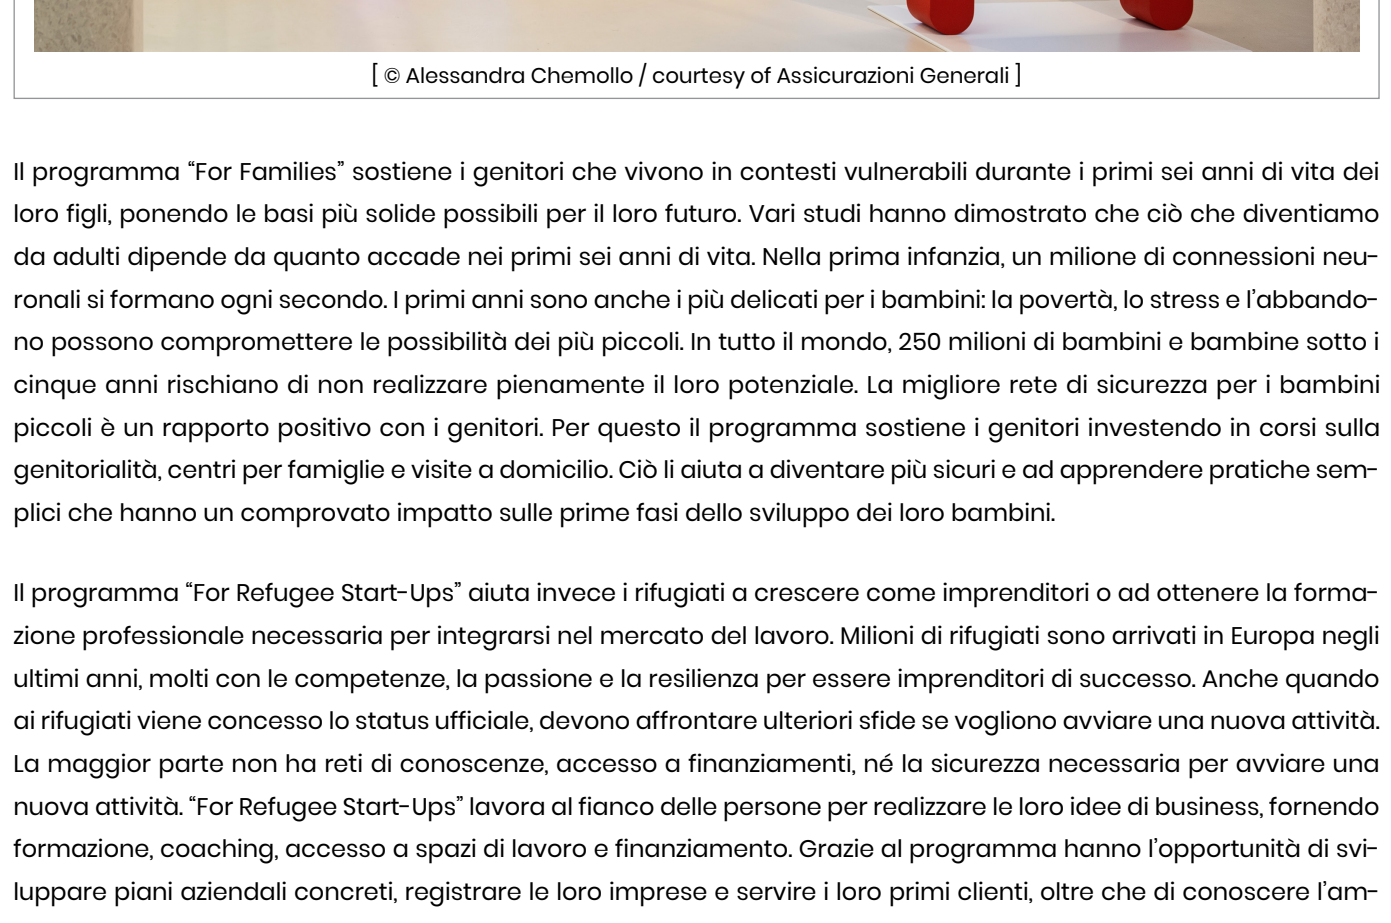 [ © Alessandra Chemollo / courtesy of Assicurazioni Generali ]
Il programma “For Families” sostiene i genitori che vivono in contesti vulnerabili durante i primi sei anni di vita dei
loro figli, ponendo le basi più solide possibili per il loro futuro. Vari studi hanno dimostrato che ciò che diventiamo
da adulti dipende da quanto accade nei primi sei anni di vita. Nella prima infanzia, un milione di connessioni neu-
ronali si formano ogni secondo. I primi anni sono anche i più delicati per i bambini: la povertà, lo stress e l’abbando-
no possono compromettere le possibilità dei più piccoli. In tutto il mondo, 250 milioni di bambini e bambine sotto i
cinque anni rischiano di non realizzare pienamente il loro potenziale. La migliore rete di sicurezza per i bambini
piccoli è un rapporto positivo con i genitori. Per questo il programma sostiene i genitori investendo in corsi sulla
genitorialità, centri per famiglie e visite a domicilio. Ciò li aiuta a diventare più sicuri e ad apprendere pratiche sem-
plici che hanno un comprovato impatto sulle prime fasi dello sviluppo dei loro bambini.
Il programma “For Refugee Start-Ups” aiuta invece i rifugiati a crescere come imprenditori o ad ottenere la forma-
zione professionale necessaria per integrarsi nel mercato del lavoro. Milioni di rifugiati sono arrivati in Europa negli
ultimi anni, molti con le competenze, la passione e la resilienza per essere imprenditori di successo. Anche quando
ai rifugiati viene concesso lo status ufficiale, devono affrontare ulteriori sfide se vogliono avviare una nuova attività.
La maggior parte non ha reti di conoscenze, accesso a finanziamenti, né la sicurezza necessaria per avviare una
nuova attività. “For Refugee Start-Ups” lavora al fianco delle persone per realizzare le loro idee di business, fornendo
formazione, coaching, accesso a spazi di lavoro e finanziamento. Grazie al programma hanno l’opportunità di svi-
luppare piani aziendali concreti, registrare le loro imprese e servire i loro primi clienti, oltre che di conoscere l’am-